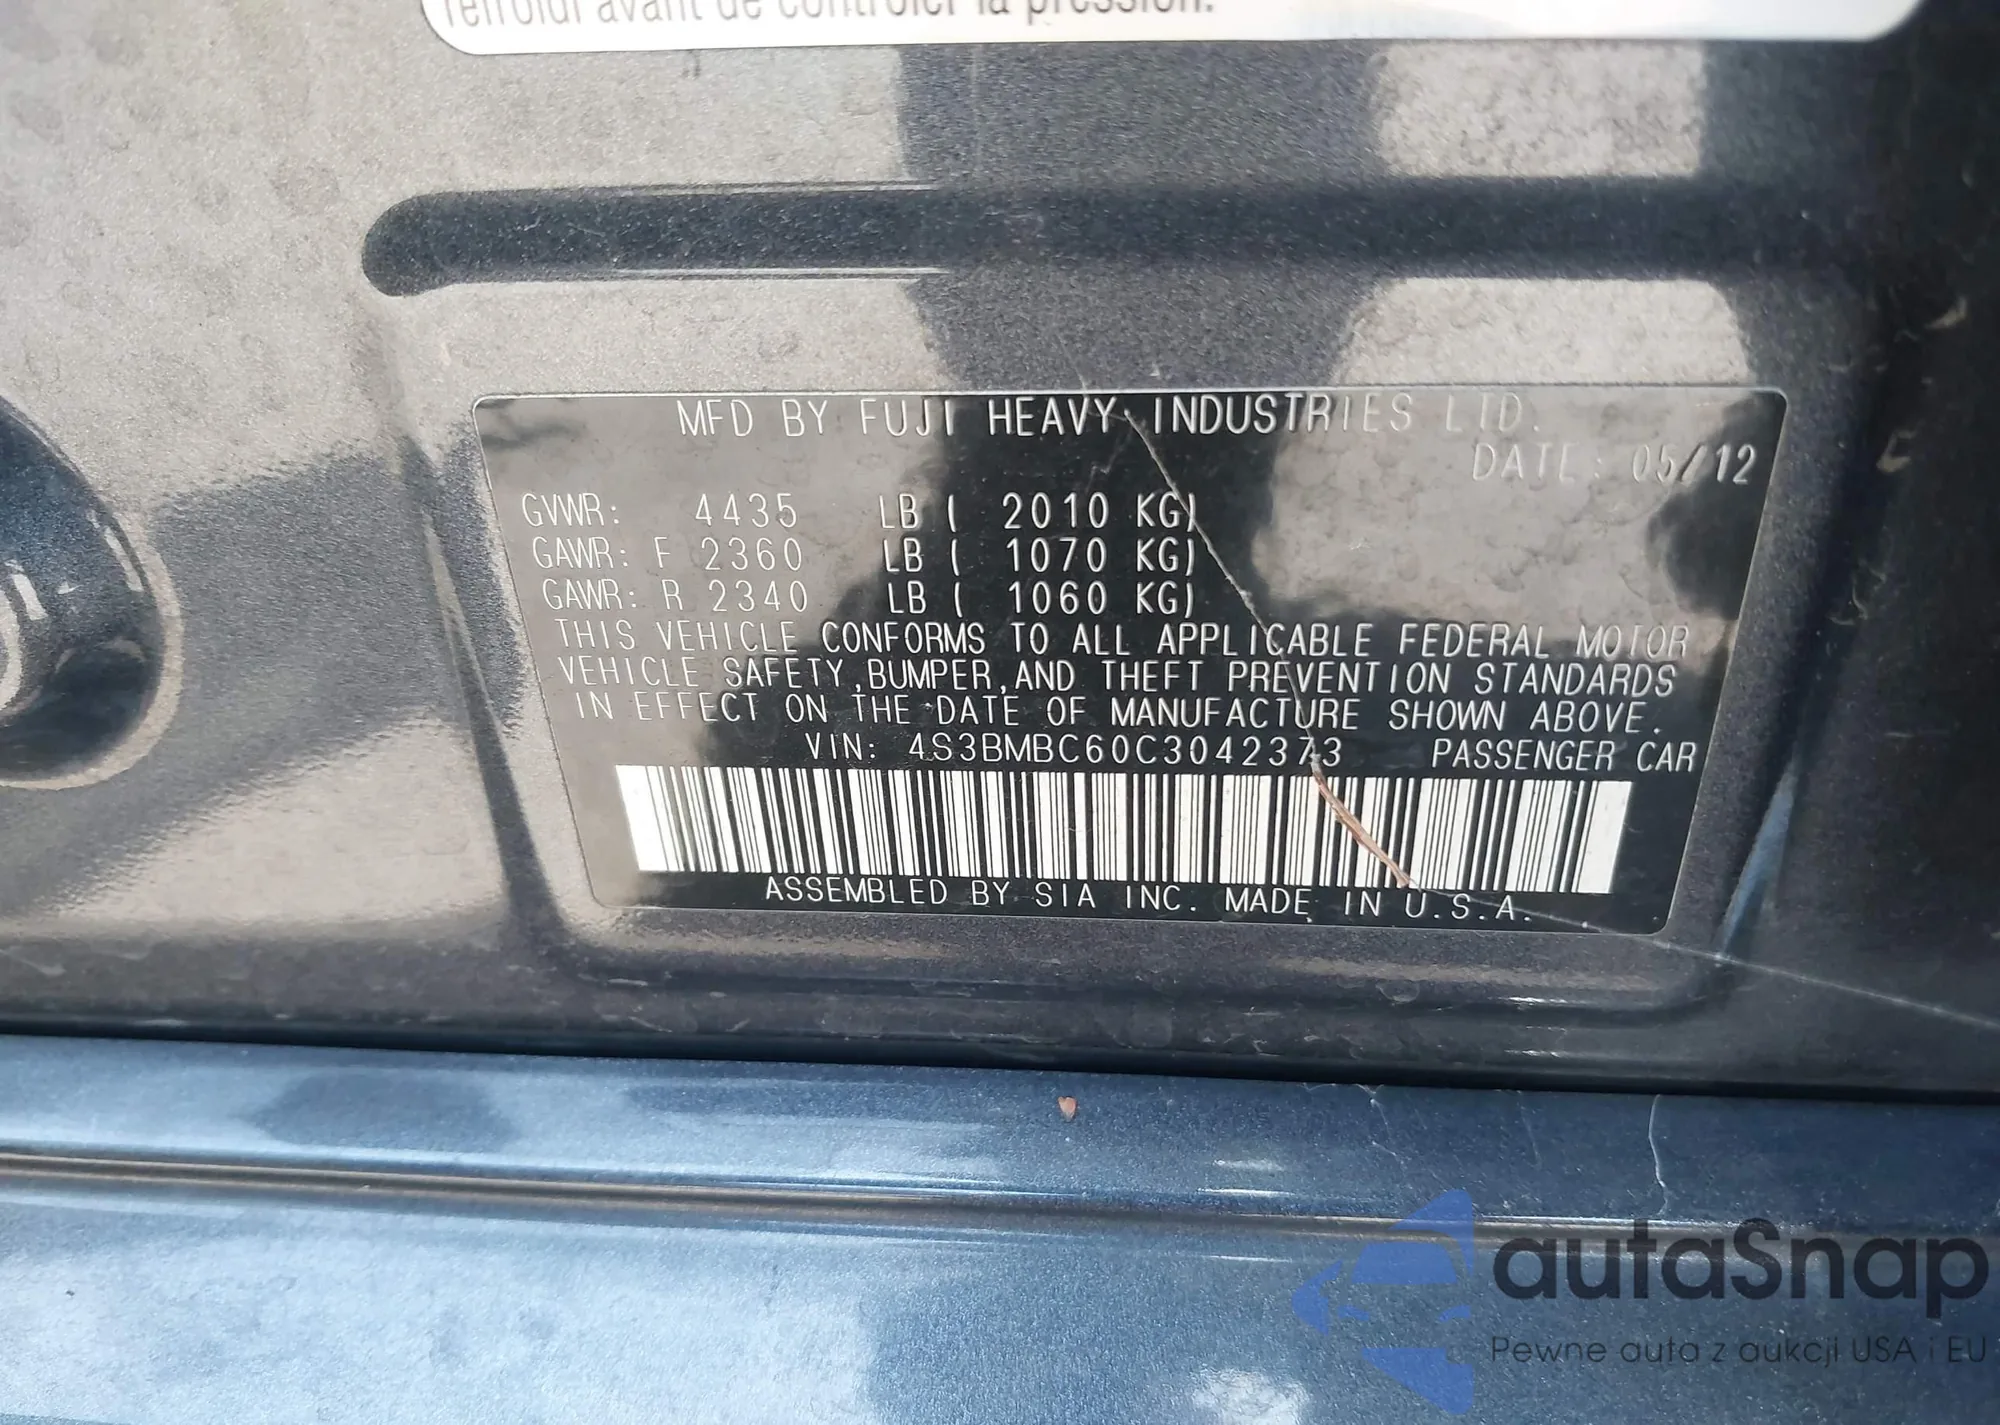 refroidi avant de contrôler la pression.
MFD BY FUJI HEAVY INDUSTRIES LTD.
DATE: 05/12
GVWR: 4435 LB ( 2010 KG)
GAWR: F 2360 LB ( 1070 KG)
GAWR: R 2340 LB ( 1060 KG)
THIS VEHICLE CONFORMS TO ALL APPLICABLE FEDERAL MOTOR
VEHICLE SAFETY,BUMPER,AND THEFT PREVENTION STANDARDS
IN EFFECT ON THE DATE OF MANUFACTURE SHOWN ABOVE.
VIN: 4S3BMBC60C3042373 PASSENGER CAR
ASSEMBLED BY SIA INC. MADE IN U.S.A.
autaSnap
Pewne auta z aukcji USA i EU